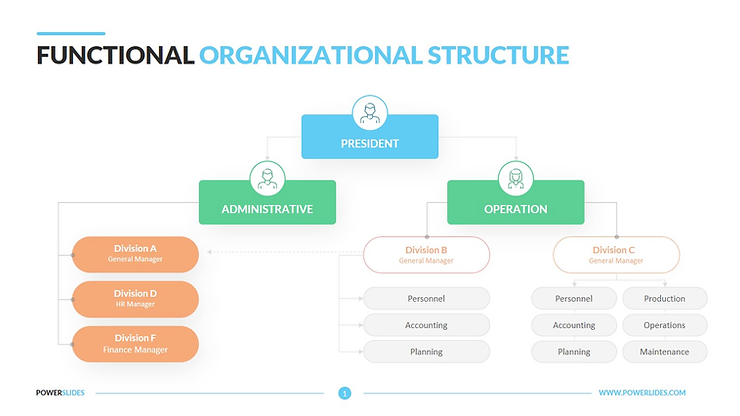 FUNCTIONAL ORGANIZATIONAL STRUCTURE
PRESIDENT
ADMINISTRATIVE
OPERATION
Division A
General Manager
Division D
HR Manager
Division F
Finance Manager
Division B
General Manager
Personnel
Accounting
Planning
Division C
General Manager
Personnel
Accounting
Planning
Production
Operations
Maintenance
POWERSLIDES
1
WWW.POWERLIDES.COM